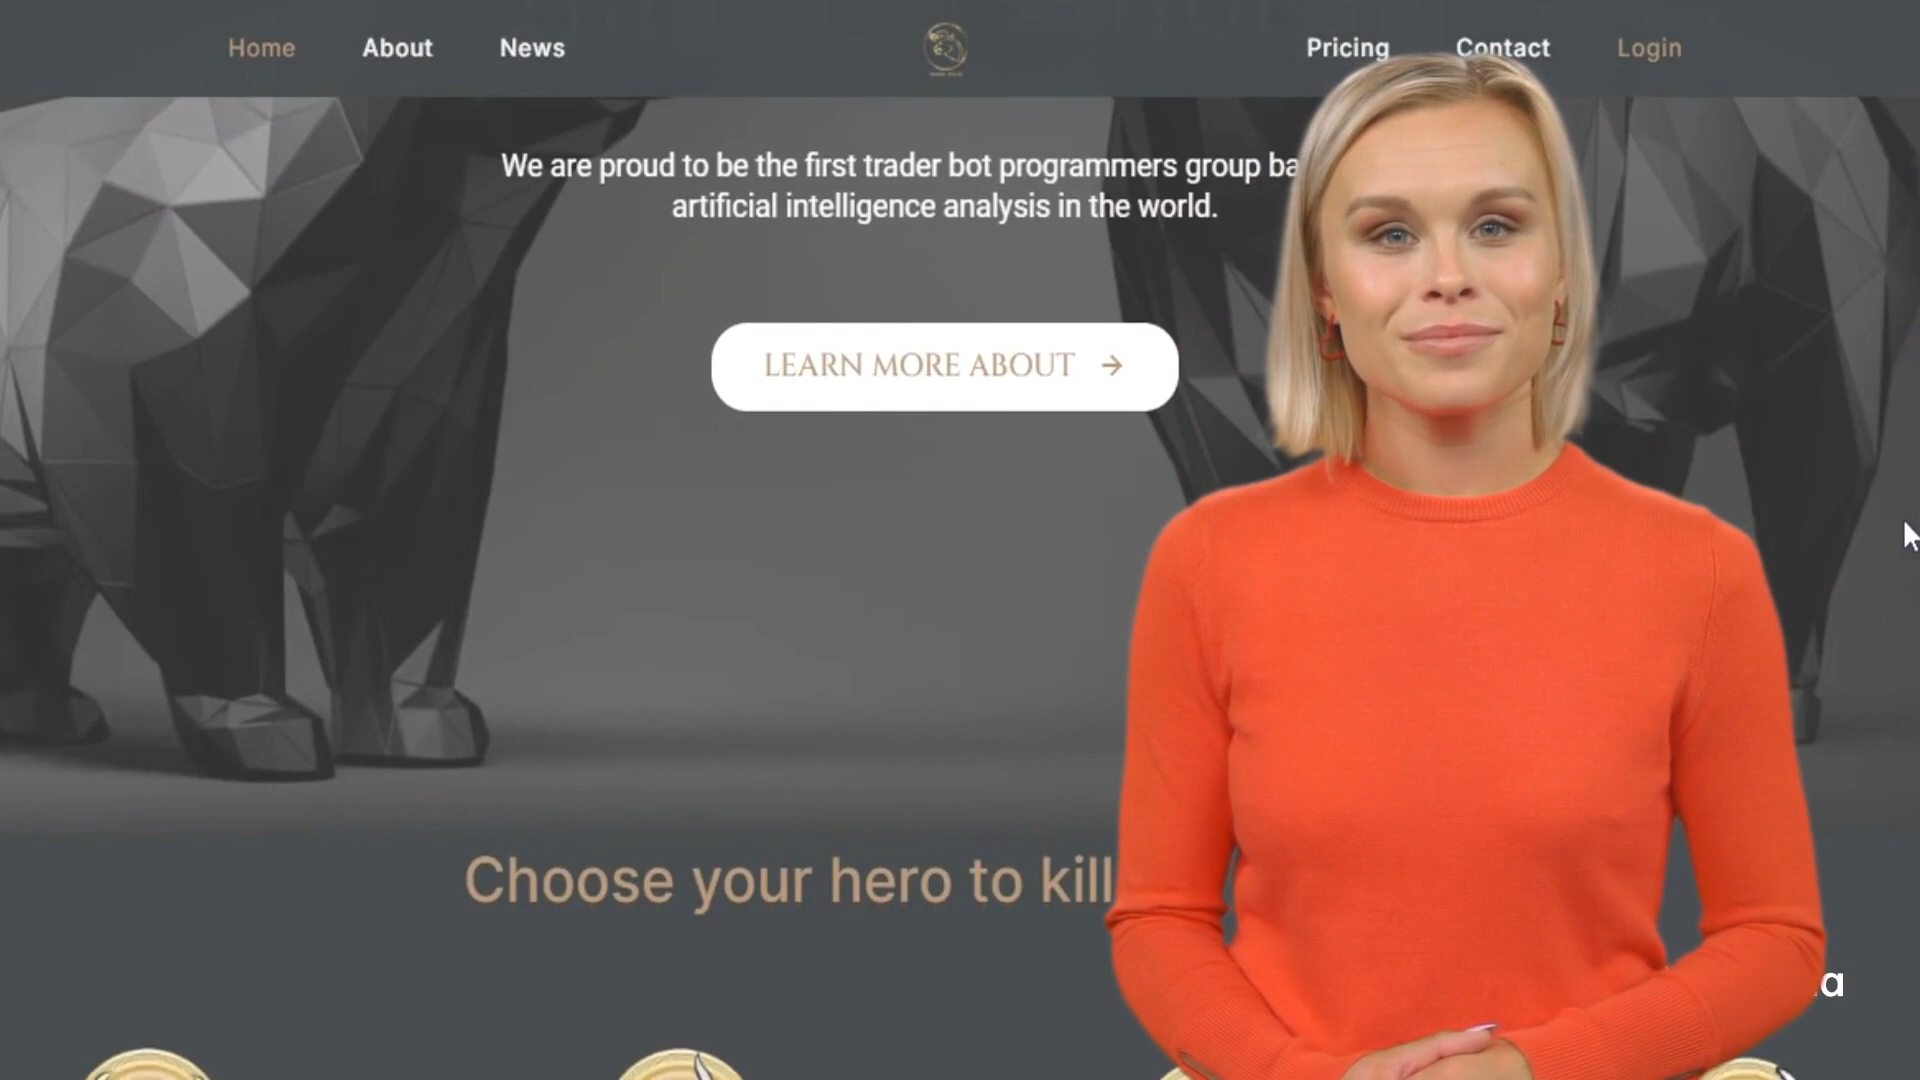 Home About News Pricing Contact Login
We are proud to be the first trader bot programmers group ba
artificial intelligence analysis in the world.
LEARN MORE ABOUT →
Choose your hero to kill
a